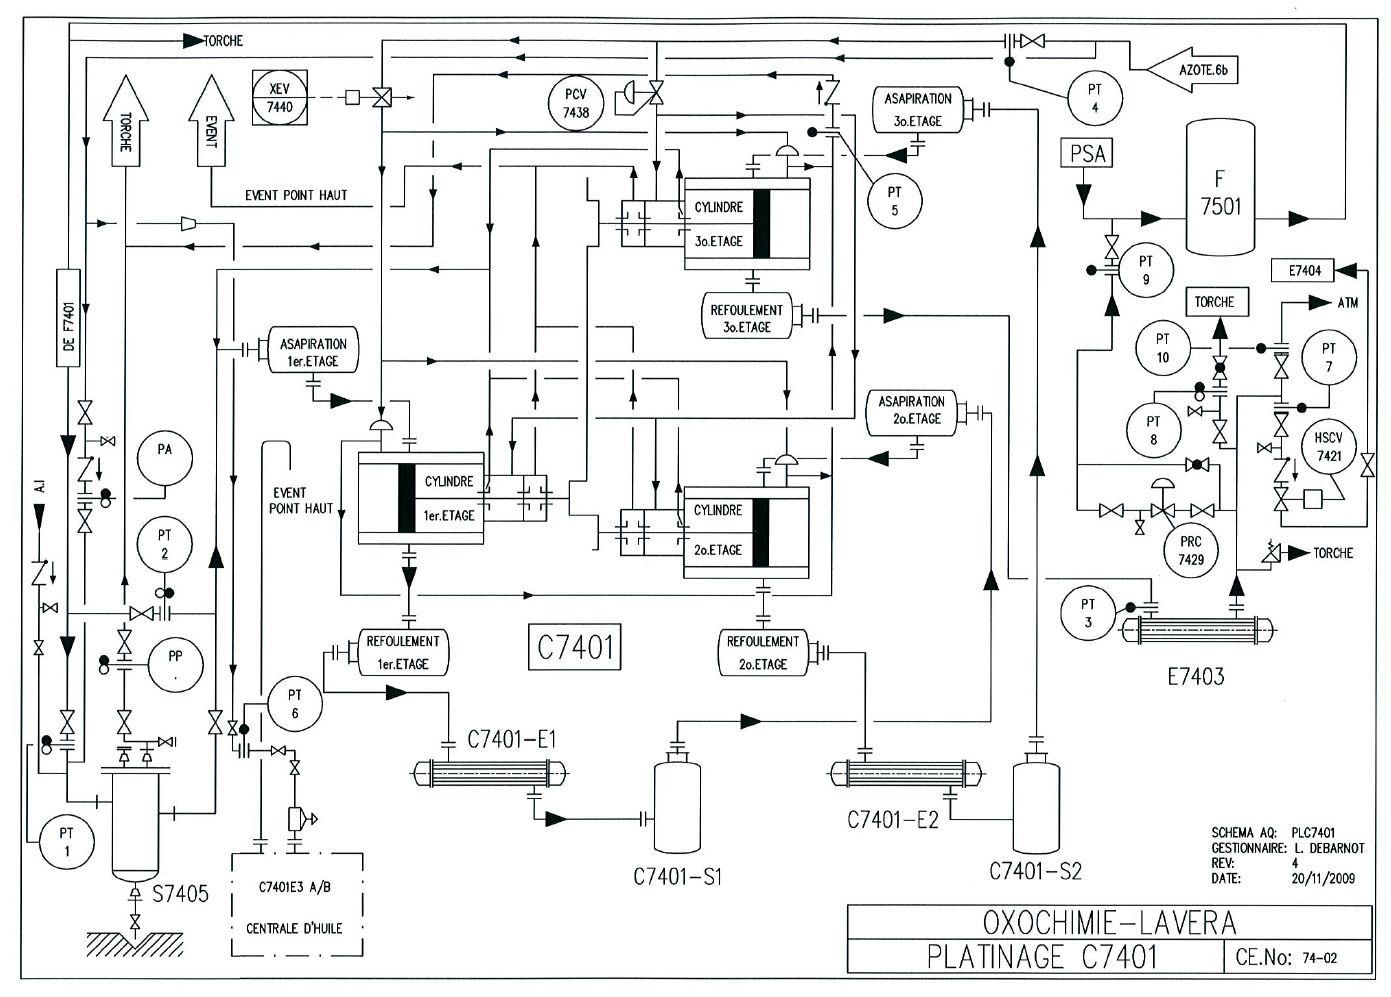 TORCHE
XEV
7440
PCV
7438
ASAPIRATION
3o.ETAGE
PT
4
AZOTE.6b
TORCHE
EVENT
EVENT POINT HAUT
PSA
F
7501
PT
5
CYLINDRE
3o.ETAGE
PT
9
E7404
DE F7401
REFOULEMENT
3o.ETAGE
TORCHE
ATM
ASAPIRATION
1er.ETAGE
PT
10
PT
7
ASAPIRATION
2o.ETAGE
PT
8
HSCV
7421
PA
A.I
EVENT
POINT HAUT
CYLINDRE
1er.ETAGE
CYLINDRE
2o.ETAGE
PT
2
PRC
7429
TORCHE
PT
3
PP
REFOULEMENT
1er.ETAGE
C7401
REFOULEMENT
2o.ETAGE
E7403
PT
6
C7401-E1
C7401-E2
PT
1
C7401-S1
C7401-S2
SCHEMA AQ: PLC7401
GESTIONNAIRE: L. DEBARNOT
REV: 4
DATE: 20/11/2009
S7405
C7401E3 A/B
CENTRALE D'HUILE
OXOCHIMIE-LAVERA
PLATINAGE C7401
CE.No: 74-02